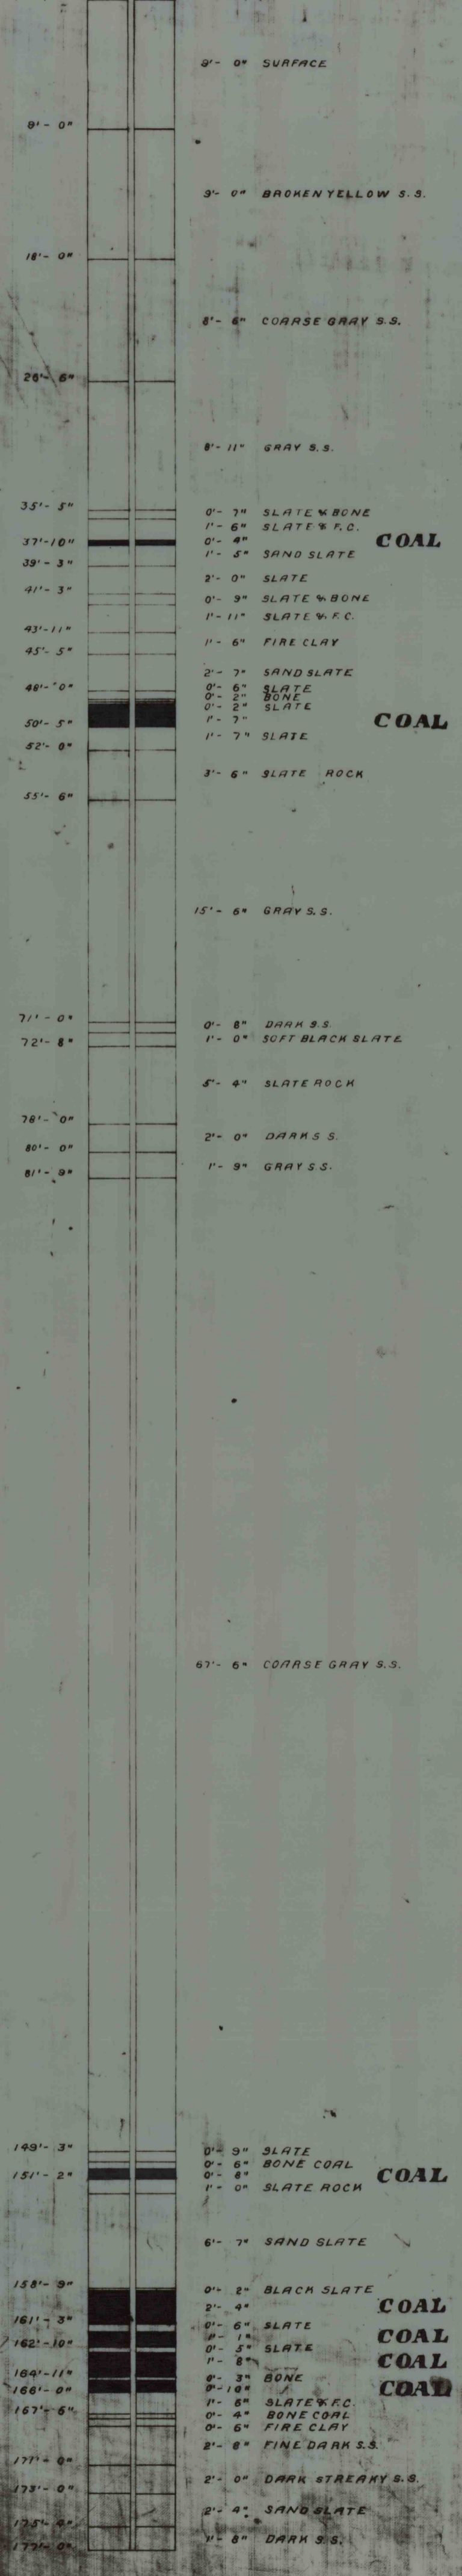 9'- 0" SURFACE
9'- 0"
9'- 0" BROKEN YELLOW S.S.
18'- 0"
8'- 6" COARSE GRAY S.S.
26'- 6"
8'- 11" GRAY S.S.
35'- 5"
0'- 7" SLATE & BONE
1'- 6" SLATE & F.C.
37'-10" 0'- 4" COAL
1'- 5" SAND SLATE
39'- 3"
2'- 0" SLATE
41'- 3"
0'- 9" SLATE & BONE
1'- 11" SLATE & F.C.
43'-11"
1'- 6" FIRE CLAY
45'- 5"
2'- 7" SAND SLATE
48'- 0" 0'- 6" SLATE
0'- 2" BONE
0'- 2" SLATE
50'- 5" 1'- 7" COAL
1'- 7" SLATE
52'- 0"
3'- 6" SLATE ROCK
55'- 6"
15'- 6" GRAY S.S.
71'- 0"
0'- 8" DARK S.S.
1'- 0" SOFT BLACK SLATE
72'- 8"
5'- 4" SLATE ROCK
78'- 0"
2'- 0" DARK S S.
80'- 0"
1'- 9" GRAY S.S.
81'- 9"
67'- 6" COARSE GRAY S.S.
149'- 3" 0'- 9" SLATE
0'- 6" BONE COAL
151'- 2" 0'- 8" COAL
1'- 0" SLATE ROCK
6'- 7" SAND SLATE
158'- 9"
0'- 2" BLACK SLATE
2'- 4" COAL
161'- 3" 0'- 6" SLATE
1'- 1" COAL
162'-10" 0'- 5" SLATE
1'- 8" COAL
164'-11" 0'- 3" BONE
166'- 0" 0'-10" COAL
1'- 6" SLATE & F.C.
167'- 6" 0'- 4" BONE COAL
0'- 6" FIRE CLAY
2'- 8" FINE DARK S.S.
171'- 0"
2'- 0" DARK STREAKY S.S.
173'- 0"
2'- 4" SAND SLATE
175'- 4"
1'- 8" DARK S.S.
177'- 0"